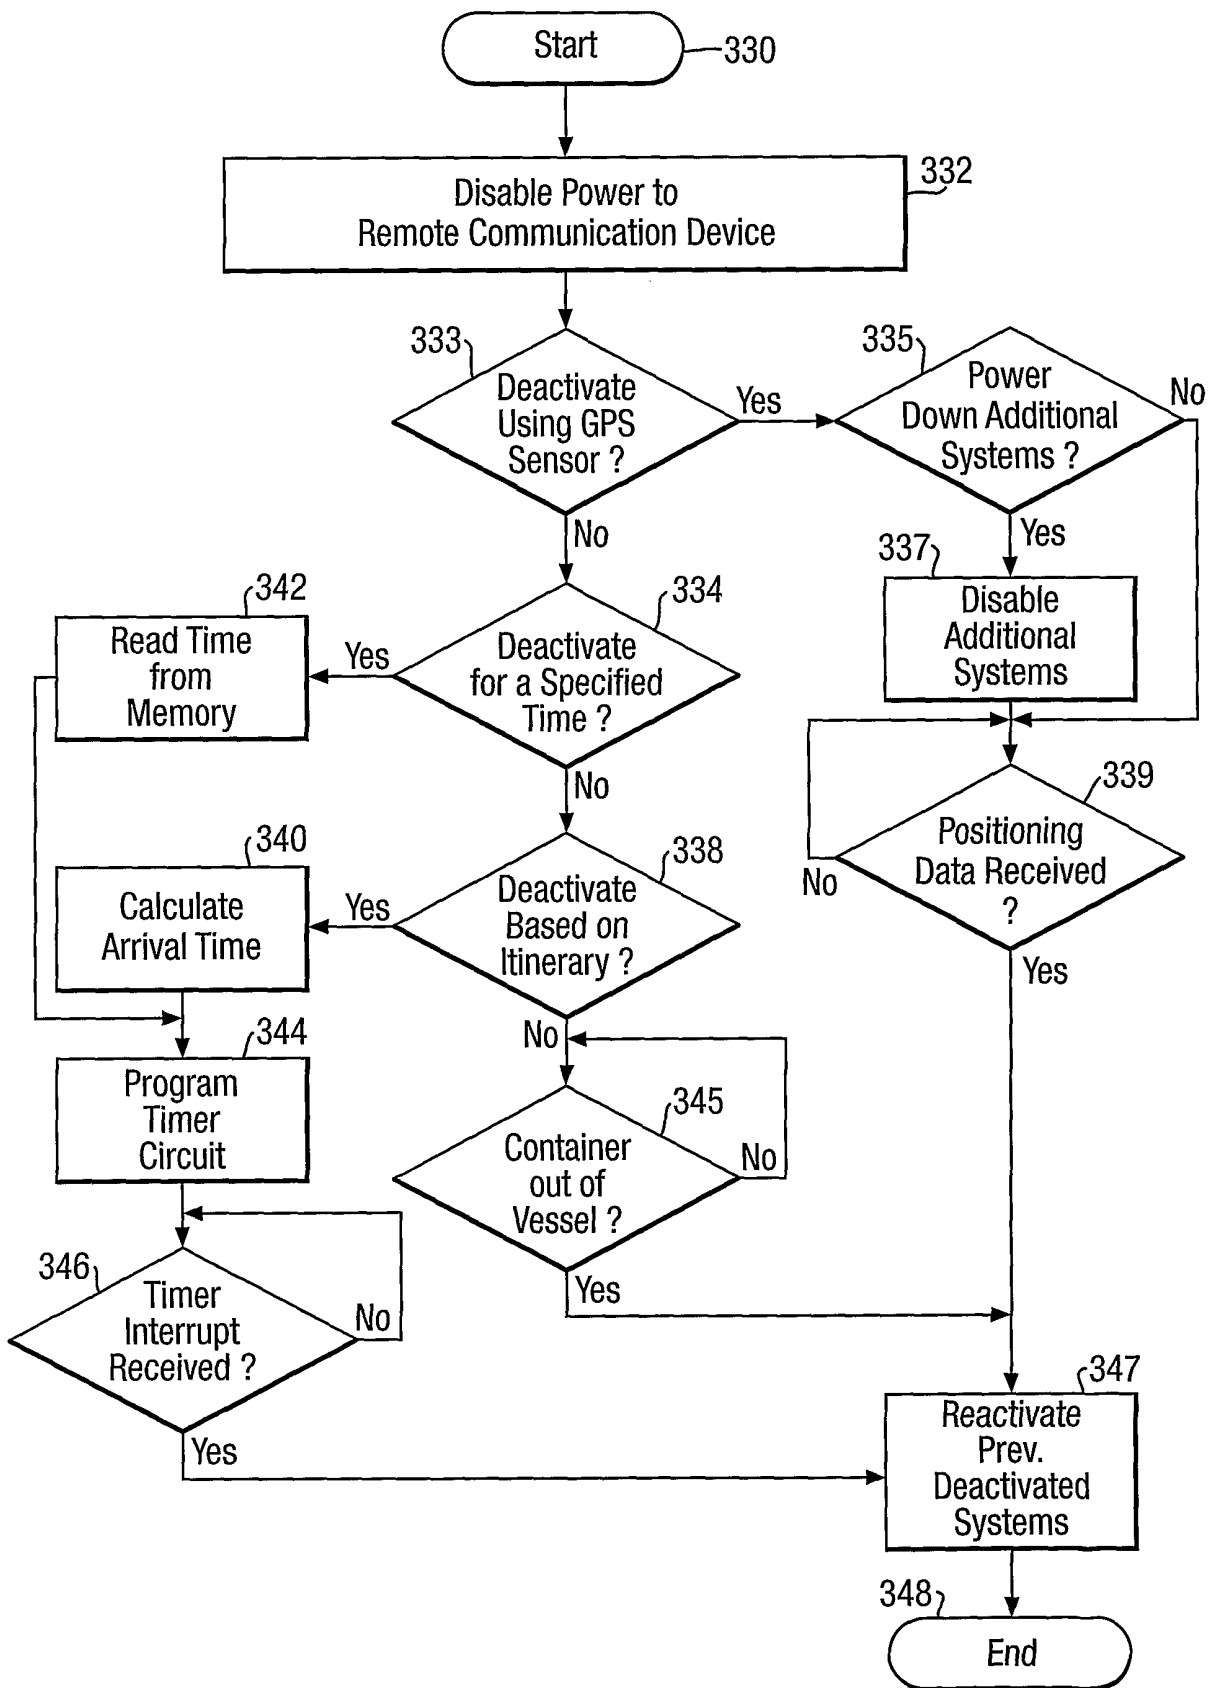 Start
330
332
Disable Power to
Remote Communication Device
333
Deactivate
Using GPS
Sensor ?
Yes
No
335
Power
Down Additional
Systems ?
No
Yes
337
Disable
Additional
Systems
342
Read Time
from
Memory
Yes
334
Deactivate
for a Specified
Time ?
No
339
Positioning
Data Received
?
No
Yes
340
Calculate
Arrival Time
Yes
338
Deactivate
Based on
Itinerary ?
No
344
Program
Timer
Circuit
345
Container
out of
Vessel ?
No
Yes
346
Timer
Interrupt
Received ?
No
Yes
347
Reactivate
Prev.
Deactivated
Systems
348
End